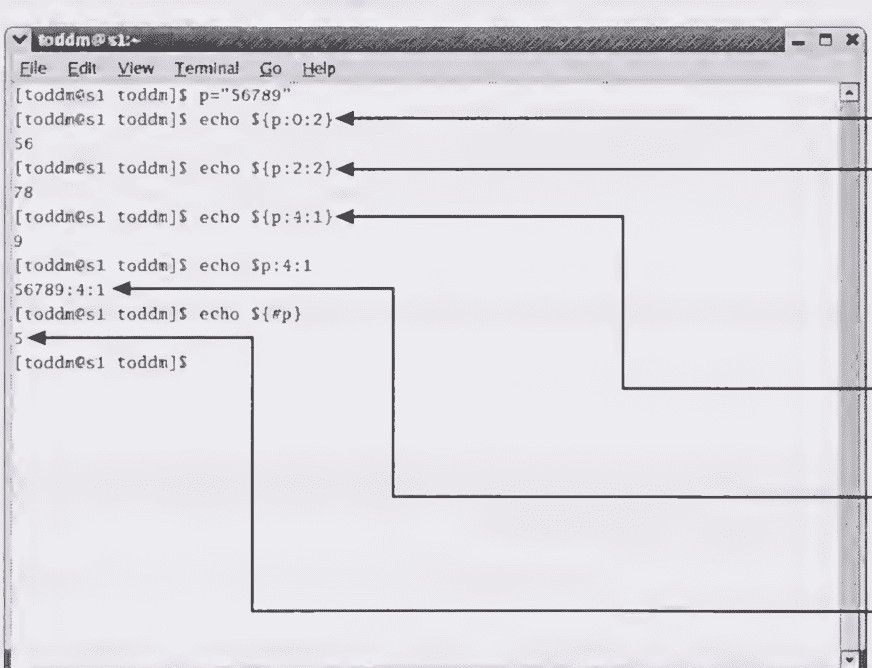 toddm@s1:~
File Edit View Terminal Go Help
[toddm@s1 toddm]$ p="56789"
[toddm@s1 toddm]$ echo ${p:0:2}
56
[toddm@s1 toddm]$ echo ${p:2:2}
78
[toddm@s1 toddm]$ echo ${p:4:1}
9
[toddm@s1 toddm]$ echo $p:4:1
56789:4:1
[toddm@s1 toddm]$ echo ${#p}
5
[toddm@s1 toddm]$